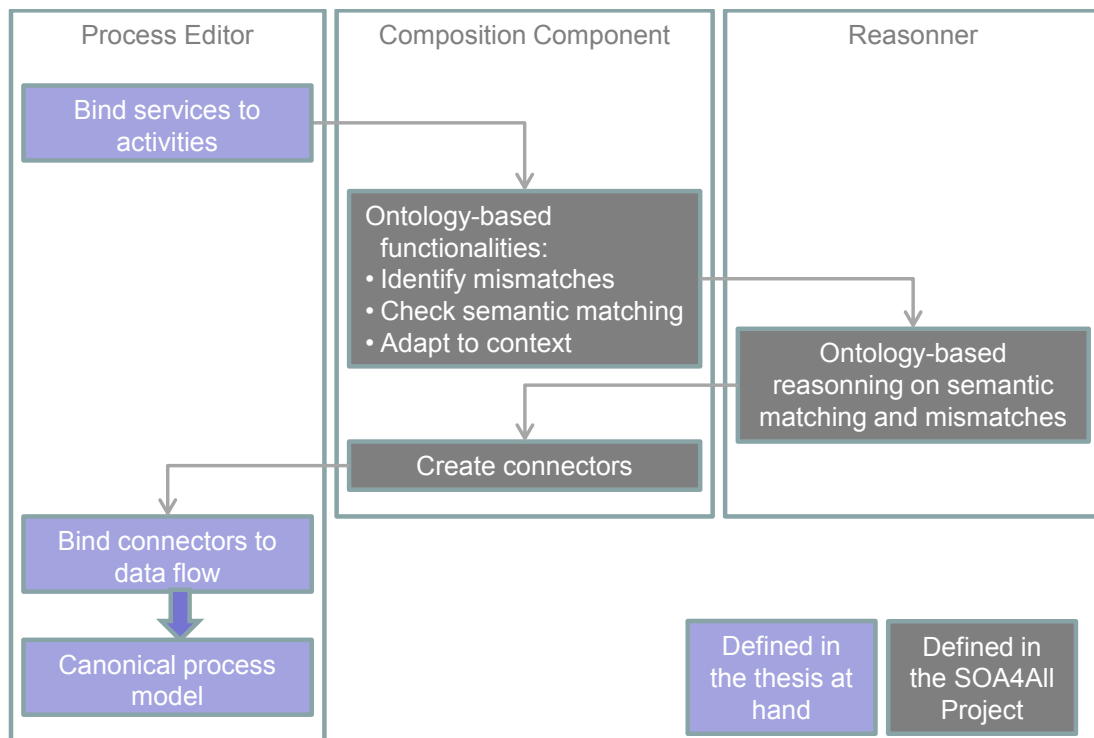 Process Editor
Composition Component
Reasonner
Bind services to
activities
Ontology-based
functionalities:
• Identify mismatches
• Check semantic matching
• Adapt to context
Ontology-based
reasonning on semantic
matching and mismatches
Create connectors
Bind connectors to
data flow
Canonical process
model
Defined in
the thesis at
hand
Defined in
the SOA4All
Project